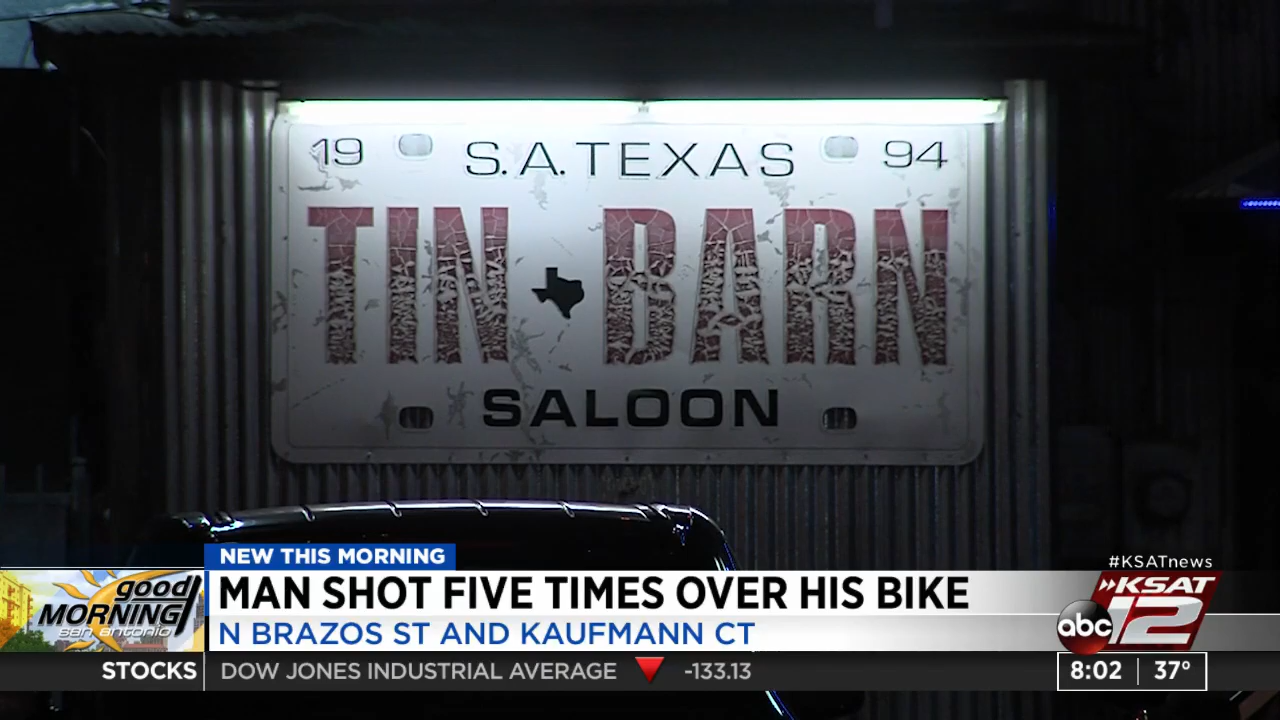 19 S.A.TEXAS 94
TIN BARN
SALOON
NEW THIS MORNING
#KSATnews
good
MORNING
san antonio
MAN SHOT FIVE TIMES OVER HIS BIKE
N BRAZOS ST AND KAUFMANN CT
abc
KSAT
12
STOCKS
DOW JONES INDUSTRIAL AVERAGE -133.13
8:02 37°